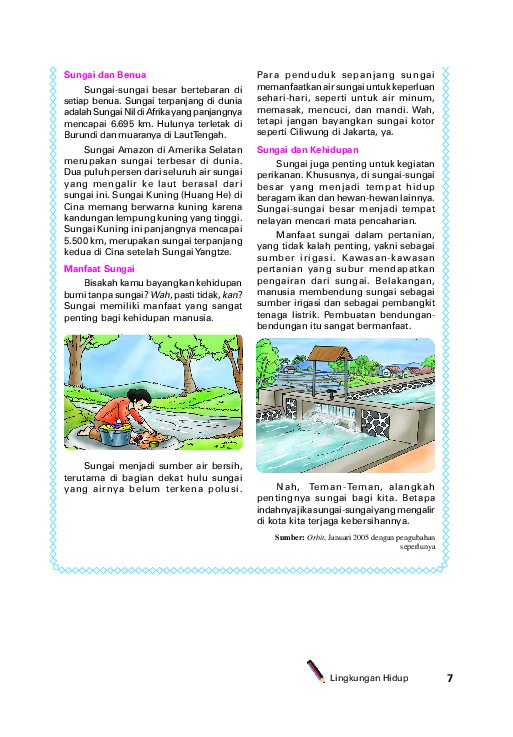 Sungai dan Benua
Sungai-sungai besar bertebaran di
setiap benua. Sungai terpanjang di dunia
adalah Sungai Nil di Afrika yang panjangnya
mencapai 6.695 km. Hulunya terletak di
Burundi dan muaranya di Laut Tengah.
Sungai Amazon di Amerika Selatan
merupakan sungai terbesar di dunia.
Dua puluh persen dari seluruh air sungai
yang mengalir ke laut berasal dari
sungai ini. Sungai Kuning (Huang He) di
Cina memang berwarna kuning karena
kandungan lempung kuning yang tinggi.
Sungai Kuning ini panjangnya mencapai
5.500 km, merupakan sungai terpanjang
kedua di Cina setelah Sungai Yangtze.
Manfaat Sungai
Bisakah kamu bayangkan kehidupan
bumi tanpa sungai? Wah, pasti tidak, kan?
Sungai memiliki manfaat yang sangat
penting bagi kehidupan manusia.
Sungai menjadi sumber air bersih,
terutama di bagian dekat hulu sungai
yang airnya belum terkena polusi.
Para penduduk sepanjang sungai
memanfaatkan air sungai untuk keperluan
sehari-hari, seperti untuk air minum,
memasak, mencuci, dan mandi. Wah,
tetapi jangan bayangkan sungai kotor
seperti Ciliwung di Jakarta, ya.
Sungai dan Kehidupan
Sungai juga penting untuk kegiatan
perikanan. Khususnya, di sungai-sungai
besar yang menjadi tempat hidup
beragam ikan dan hewan-hewan lainnya.
Sungai-sungai besar menjadi tempat
nelayan mencari mata pencaharian.
Manfaat sungai dalam pertanian,
yang tidak kalah penting, yakni sebagai
sumber irigasi. Kawasan-kawasan
pertanian yang subur mendapatkan
pengairan dari sungai. Belakangan,
manusia membendung sungai sebagai
sumber irigasi dan sebagai pembangkit
tenaga listrik. Pembuatan bendungan-
bendungan itu sangat bermanfaat.
Nah, Teman-Teman, alangkah
pentingnya sungai bagi kita. Betapa
indahnya jika sungai-sungai yang mengalir
di kota kita terjaga kebersihannya.
Sumber: Orbit, Januari 2005 dengan pengubahan
seperlunya
Lingkungan Hidup 7